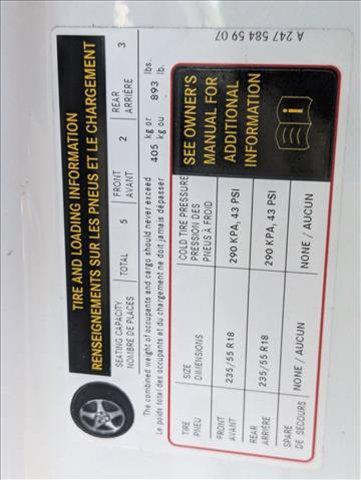 TIRE AND LOADING INFORMATION
RENSEIGNEMENTS SUR LES PNEUS ET LE CHARGEMENT
SEATING CAPACITY TOTAL 5 FRONT 2 REAR 3
NOMBRE DE PLACES AVANT ARRIÈRE
The combined weight of occupants and cargo should never exceed 405 kg or 893 lbs.
Le poids total des occupants et du chargement ne doit jamais dépasser kg ou lb.
TIRE SIZE COLD TIRE PRESSURE
PNEU DIMENSIONS PRESSION DES
PNEUS À FROID
FRONT 235/55 R18 290 KPA, 43 PSI
AVANT
REAR 235/55 R18 290 KPA, 43 PSI
ARRIÈRE
SPARE NONE / AUCUN NONE / AUCUN
DE SECOURS
SEE OWNER'S
MANUAL FOR
ADDITIONAL
INFORMATION
i
A 247 584 59 07